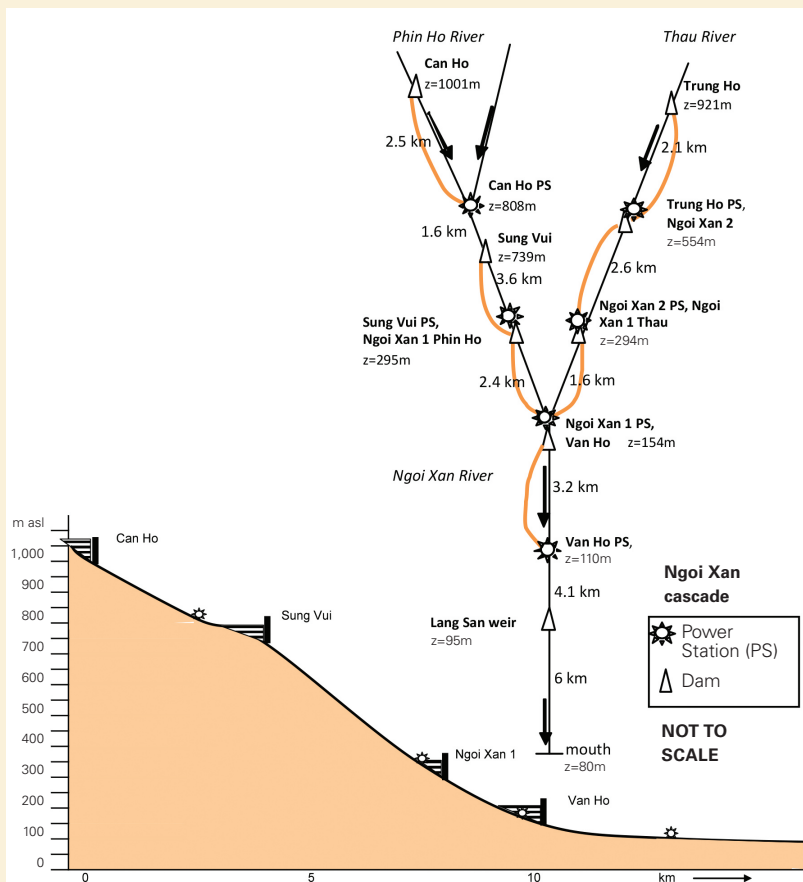 Phin Ho River
Thau River
Can Ho
z=1001m
Trung Ho
z=921m
2.5 km
2.1 km
Can Ho PS
z=808m
Trung Ho PS,
Ngoi Xan 2
z=554m
1.6 km
Sung Vui
z=739m
3.6 km
2.6 km
Sung Vui PS,
Ngoi Xan 1 Phin Ho
z=295m
Ngoi Xan 2 PS, Ngoi
Xan 1 Thau
z=294m
2.4 km
1.6 km
Ngoi Xan 1 PS,
Van Ho z=154m
Ngoi Xan River
3.2 km
Van Ho PS,
z=110m
4.1 km
Lang San weir
z=95m
6 km
mouth
z=80m
Ngoi Xan
cascade
Power
Station (PS)
Dam
NOT TO
SCALE
m asl
1,000
900
800
700
600
500
400
300
200
100
0
Can Ho
Sung Vui
Ngoi Xan 1
Van Ho
0 5 10 km